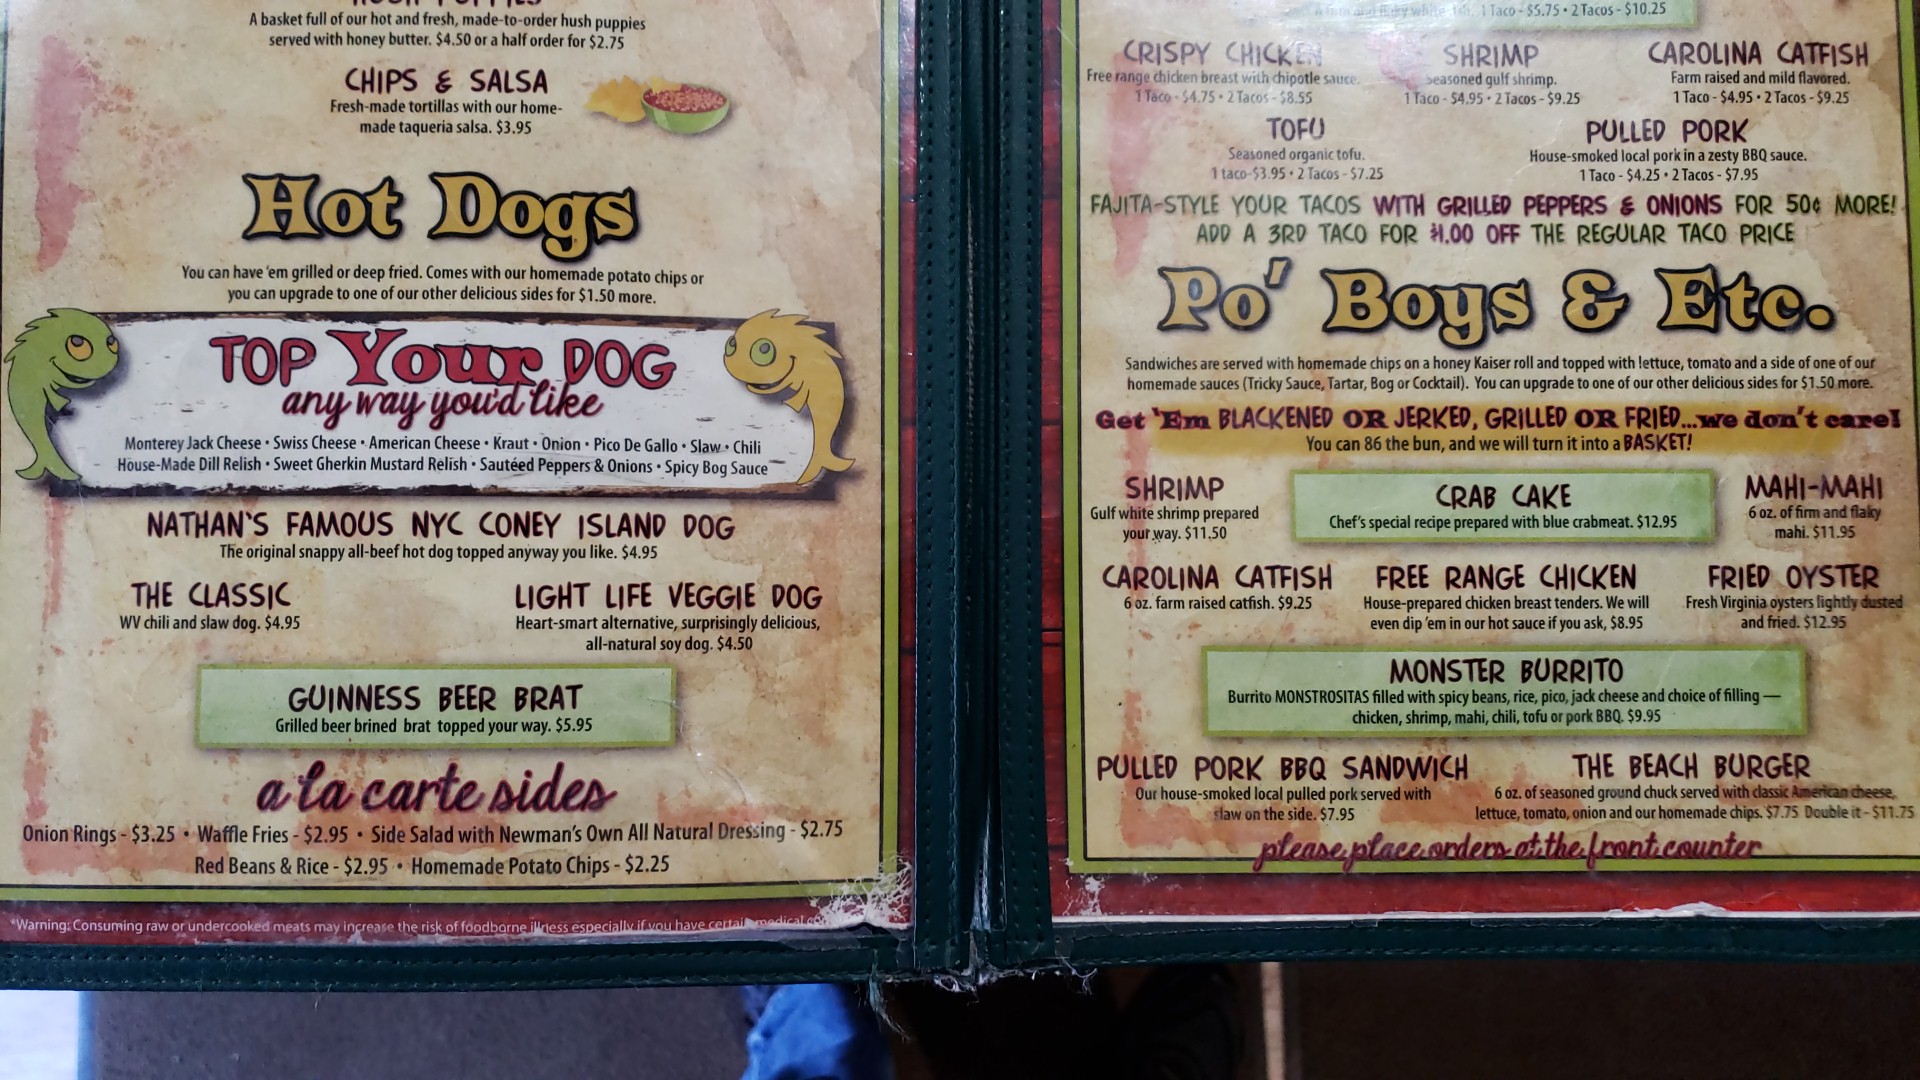 A basket full of our hot and fresh, made-to-order hush puppies
served with honey butter. $4.50 or a half order for $2.75
CHIPS & SALSA
Fresh-made tortillas with our home-
made taqueria salsa. $3.95
Hot Dogs
You can have 'em grilled or deep fried. Comes with our homemade potato chips or
you can upgrade to one of our other delicious sides for $1.50 more.
TOP Your DOG
any way you'd like
Monterey Jack Cheese • Swiss Cheese • American Cheese • Kraut • Onion • Pico De Gallo • Slaw • Chili
House-Made Dill Relish • Sweet Gherkin Mustard Relish • Sautéed Peppers & Onions • Spicy Bog Sauce
NATHAN'S FAMOUS NYC CONEY ISLAND DOG
The original snappy all-beef hot dog topped anyway you like. $4.95
THE CLASSIC
WV chili and slaw dog. $4.95
LIGHT LIFE VEGGIE DOG
Heart-smart alternative, surprisingly delicious,
all-natural soy dog. $4.50
GUINNESS BEER BRAT
Grilled beer brined brat topped your way. $5.95
a la carte sides
Onion Rings - $3.25 • Waffle Fries - $2.95 • Side Salad with Newman's Own All Natural Dressing - $2.75
Red Beans & Rice - $2.95 • Homemade Potato Chips - $2.25
*Warning: Consuming raw or undercooked meats may increase the risk of foodborne illness especially if you have certain medical
1 Taco - $5.75 • 2 Tacos - $10.25
CRISPY CHICKEN
Free range chicken breast with chipotle sauce.
1 Taco - $4.75 • 2 Tacos - $8.55
SHRIMP
Seasoned gulf shrimp.
1 Taco - $4.95 • 2 Tacos - $9.25
CAROLINA CATFISH
Farm raised and mild flavored.
1 Taco - $4.95 • 2 Tacos - $9.25
TOFU
Seasoned organic tofu.
1 taco-$3.95 • 2 Tacos - $7.25
PULLED PORK
House-smoked local pork in a zesty BBQ sauce.
1 Taco - $4.25 • 2 Tacos - $7.95
FAJITA-STYLE YOUR TACOS WITH GRILLED PEPPERS & ONIONS FOR 50¢ MORE!
ADD A 3RD TACO FOR $1.00 OFF THE REGULAR TACO PRICE
Po' Boys & Etc.
Sandwiches are served with homemade chips on a honey Kaiser roll and topped with lettuce, tomato and a side of one of our
homemade sauces (Tricky Sauce, Tartar, Bog or Cocktail). You can upgrade to one of our other delicious sides for $1.50 more.
Get 'Em BLACKENED OR JERKED, GRILLED OR FRIED...we don't care!
You can 86 the bun, and we will turn it into a BASKET!
SHRIMP
Gulf white shrimp prepared
your way. $11.50
CRAB CAKE
Chef's special recipe prepared with blue crabmeat. $12.95
MAHI-MAHI
6 oz. of firm and flaky
mahi. $11.95
CAROLINA CATFISH
6 oz. farm raised catfish. $9.25
FREE RANGE CHICKEN
House-prepared chicken breast tenders. We will
even dip 'em in our hot sauce if you ask, $8.95
FRIED OYSTER
Fresh Virginia oysters lightly dusted
and fried. $12.95
MONSTER BURRITO
Burrito MONSTROSITAS filled with spicy beans, rice, pico, jack cheese and choice of filling —
chicken, shrimp, mahi, chili, tofu or pork BBQ. $9.95
PULLED PORK BBQ SANDWICH
Our house-smoked local pulled pork served with
slaw on the side. $7.95
THE BEACH BURGER
6 oz. of seasoned ground chuck served with classic American cheese,
lettuce, tomato, onion and our homemade chips. $7.75 Double it - $11.75
please place orders at the front counter